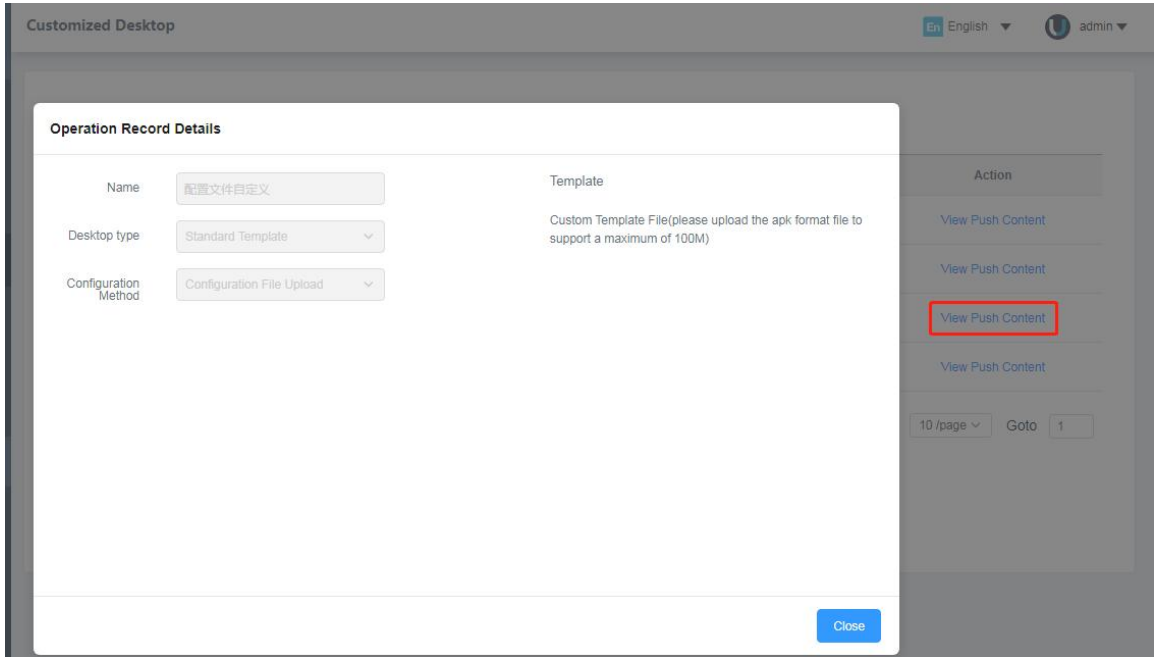 Customized Desktop
En English
admin
Operation Record Details
Name
配置文件自定义
Desktop type
Standard Template
Configuration
Method
Configuration File Upload
Template
Custom Template File(please upload the apk format file to
support a maximum of 100M)
Action
View Push Content
View Push Content
View Push Content
View Push Content
10 /page
Goto 1
Close